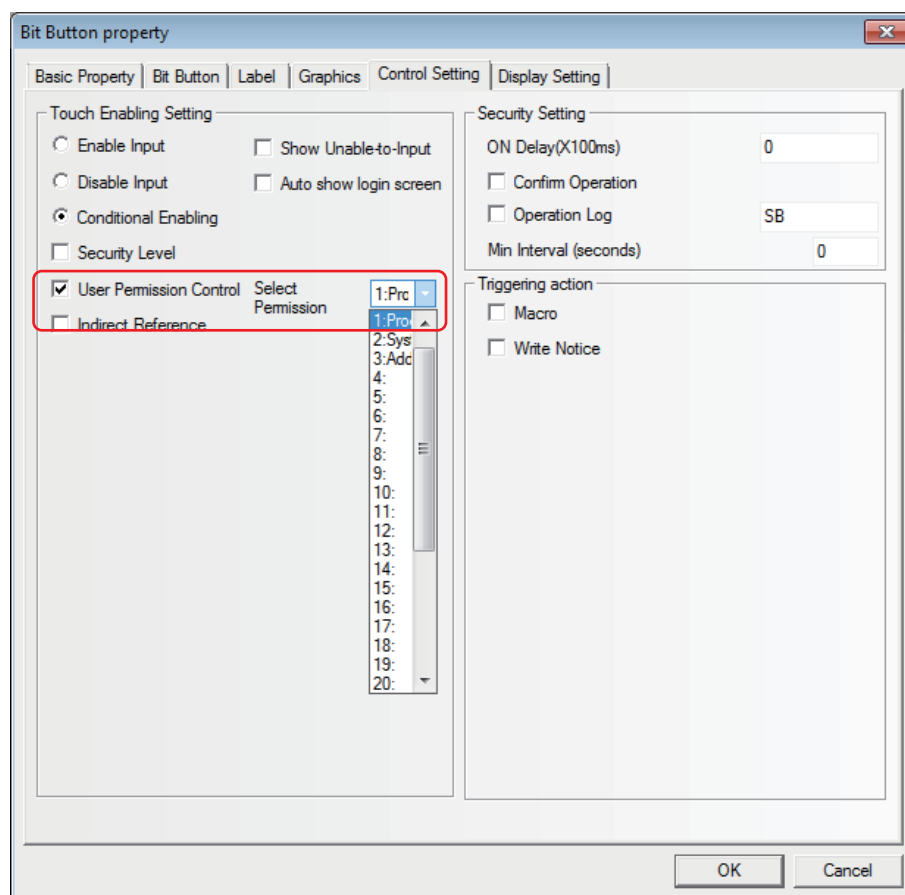 Bit Button property
Basic Property Bit Button Label Graphics Control Setting Display Setting
Touch Enabling Setting
Enable Input Show Unable-to-Input
Disable Input Auto show login screen
Conditional Enabling
Security Level
User Permission Control Select Permission 1:Prc
Indirect Reference
1:Pro
2:Sys
3:Add
4:
5:
6:
7:
8:
9:
10:
11:
12:
13:
14:
15:
16:
17:
18:
19:
20:
Security Setting
ON Delay(X100ms) 0
Confirm Operation
Operation Log SB
Min Interval (seconds) 0
Triggering action
Macro
Write Notice
OK Cancel